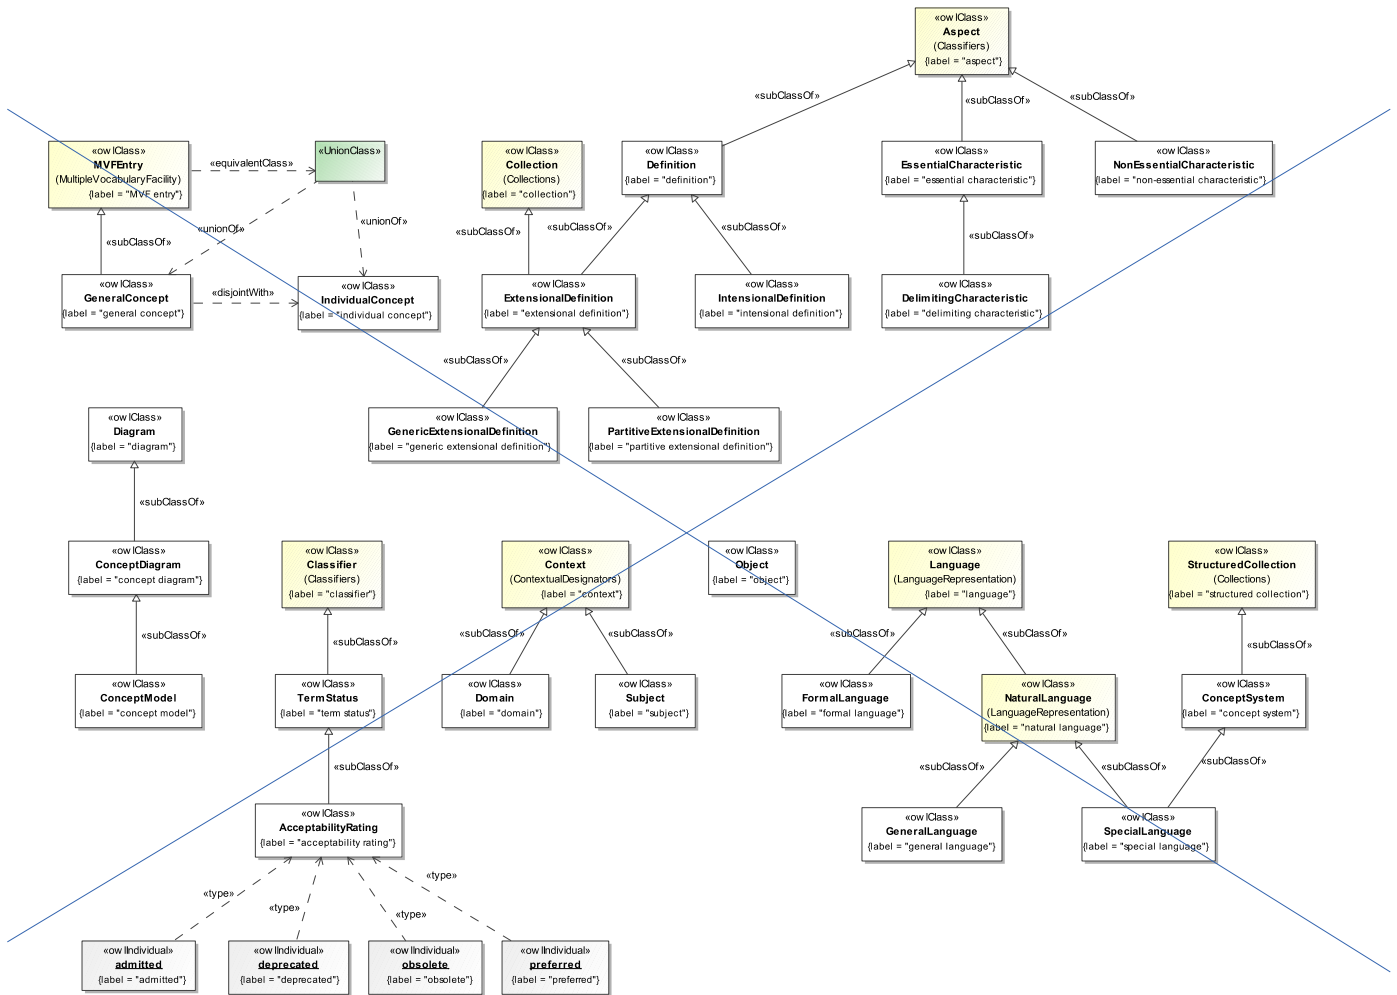 «owlClass»
Aspect
(Classifiers)
{label = "aspect"}
«subClassOf»
«subClassOf»
«subClassOf»
«owlClass»
MVFEntry
(MultipleVocabularyFacility)
{label = "MVF entry"}
«equivalentClass»
«UnionClass»
«owlClass»
Collection
(Collections)
{label = "collection"}
«owlClass»
Definition
{label = "definition"}
«owlClass»
EssentialCharacteristic
{label = "essential characteristic"}
«owlClass»
NonEssentialCharacteristic
{label = "non-essential characteristic"}
«subClassOf»
«unionOf»
«unionOf»
«subClassOf»
«subClassOf»
«subClassOf»
«subClassOf»
«owlClass»
GeneralConcept
{label = "general concept"}
«disjointWith»
«owlClass»
IndividualConcept
{label = "individual concept"}
«owlClass»
ExtensionalDefinition
{label = "extensional definition"}
«owlClass»
IntensionalDefinition
{label = "intensional definition"}
«owlClass»
DelimitingCharacteristic
{label = "delimiting characteristic"}
«subClassOf»
«subClassOf»
«owlClass»
Diagram
{label = "diagram"}
«owlClass»
GenericExtensionalDefinition
{label = "generic extensional definition"}
«owlClass»
PartitiveExtensionalDefinition
{label = "partitive extensional definition"}
«subClassOf»
«owlClass»
ConceptDiagram
{label = "concept diagram"}
«owlClass»
Classifier
(Classifiers)
{label = "classifier"}
«owlClass»
Context
(ContextualDesignators)
{label = "context"}
«owlClass»
Object
{label = "object"}
«owlClass»
Language
(LanguageRepresentation)
{label = "language"}
«owlClass»
StructuredCollection
(Collections)
{label = "structured collection"}
«subClassOf»
«subClassOf»
«subClassOf»
«subClassOf»
«subClassOf»
«subClassOf»
«subClassOf»
«owlClass»
ConceptModel
{label = "concept model"}
«owlClass»
TermStatus
{label = "term status"}
«owlClass»
Domain
{label = "domain"}
«owlClass»
Subject
{label = "subject"}
«owlClass»
FormalLanguage
{label = "formal language"}
«owlClass»
NaturalLanguage
(LanguageRepresentation)
{label = "natural language"}
«owlClass»
ConceptSystem
{label = "concept system"}
«subClassOf»
«subClassOf»
«subClassOf»
«subClassOf»
«owlClass»
AcceptabilityRating
{label = "acceptability rating"}
«owlClass»
GeneralLanguage
{label = "general language"}
«owlClass»
SpecialLanguage
{label = "special language"}
«type»
«type»
«type»
«type»
«owlIndividual»
admitted
{label = "admitted"}
«owlIndividual»
deprecated
{label = "deprecated"}
«owlIndividual»
obsolete
{label = "obsolete"}
«owlIndividual»
preferred
{label = "preferred"}